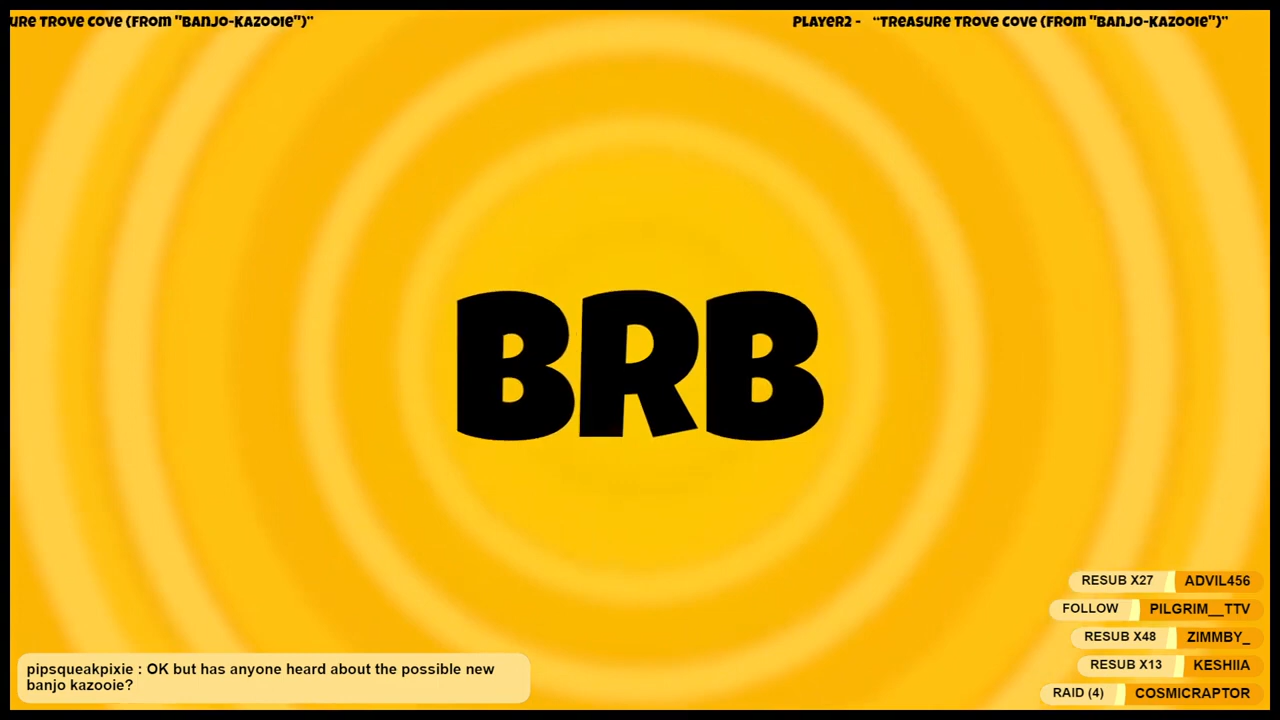 URE TROVE COVE (FROM "BANJO-KAZOOIE")”
PLAYER2 - “TREASURE TROVE COVE (FROM "BANJO-KAZOOIE")”
BRB
RESUB X27 ADVIL456
FOLLOW PILGRIM__TTV
RESUB X48 ZIMMBY_
RESUB X13 KESHIIA
RAID (4) COSMICRAPTOR
pipsqueakpixie : OK but has anyone heard about the possible new
banjo kazooie?